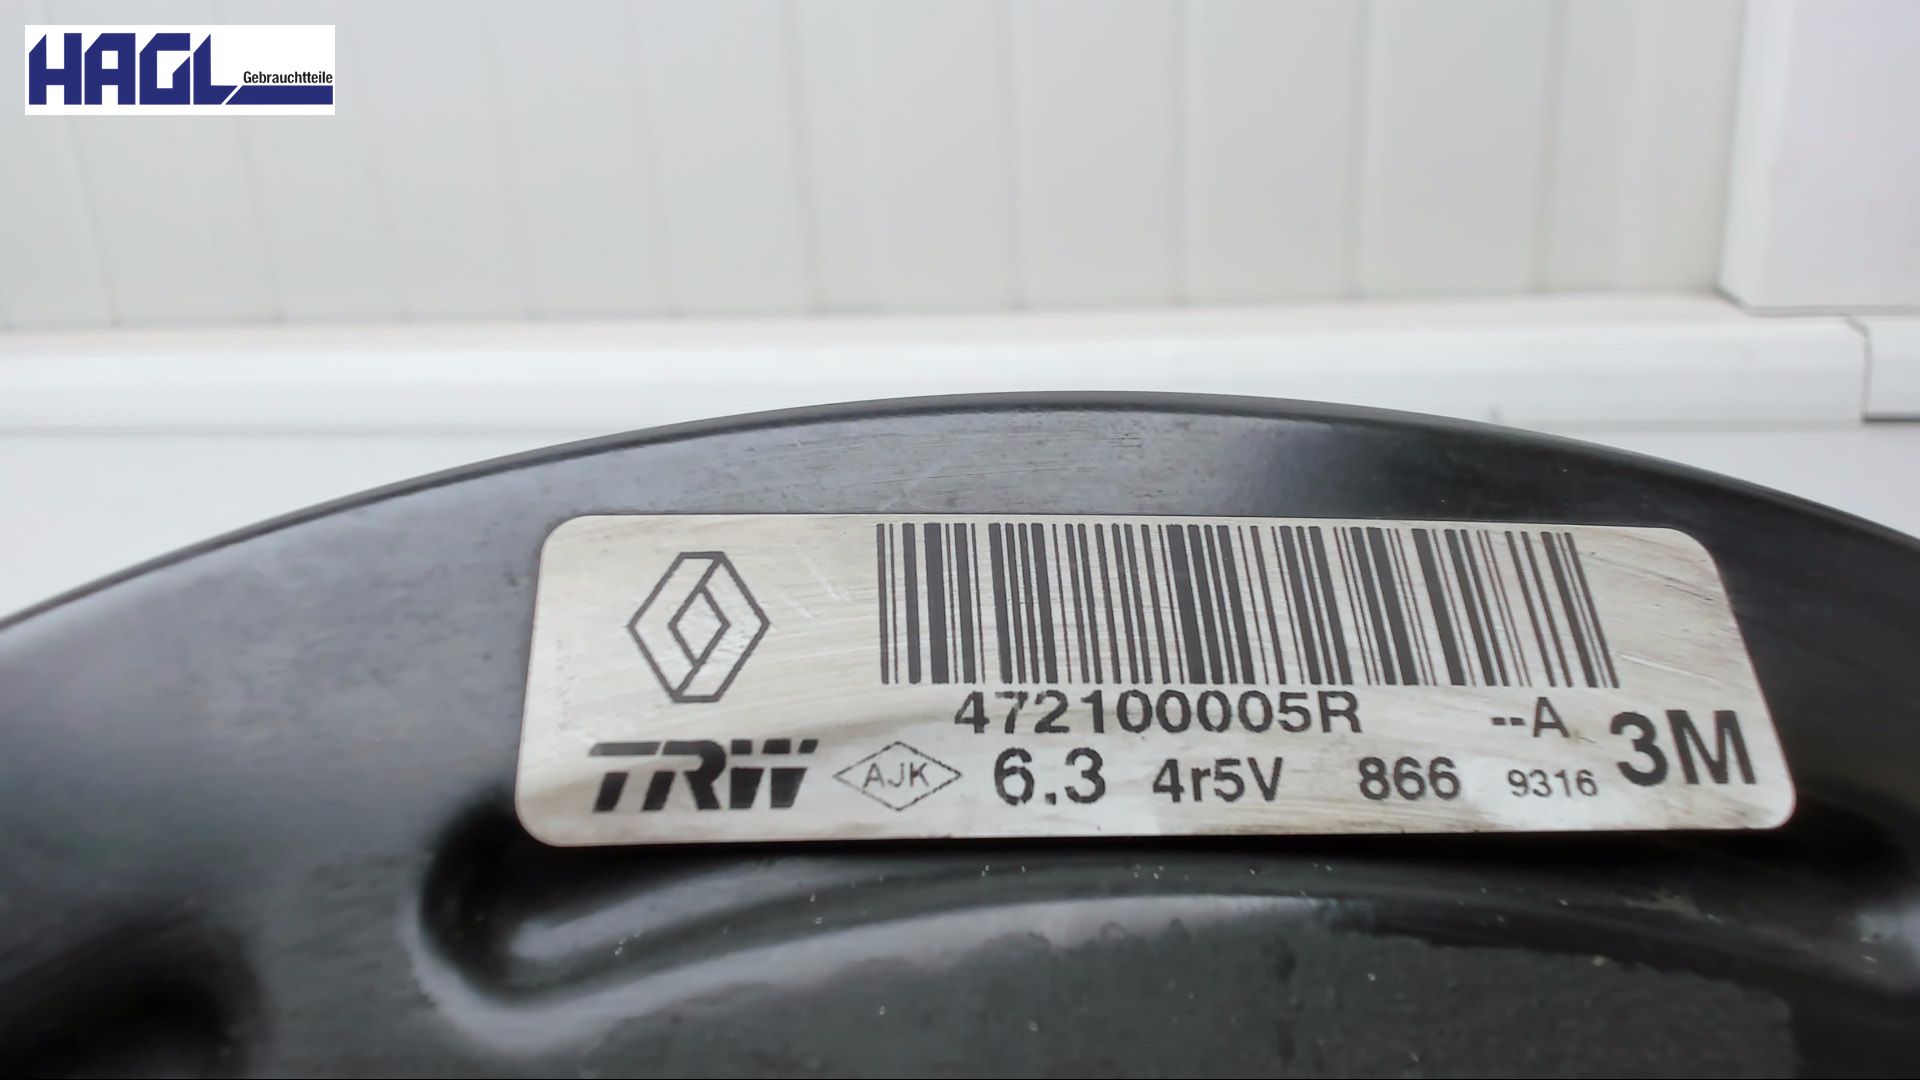 HAGL Gebrauchtteile
472100005R --A
TRW AJK 6.3 4r5V 866 9316 3M